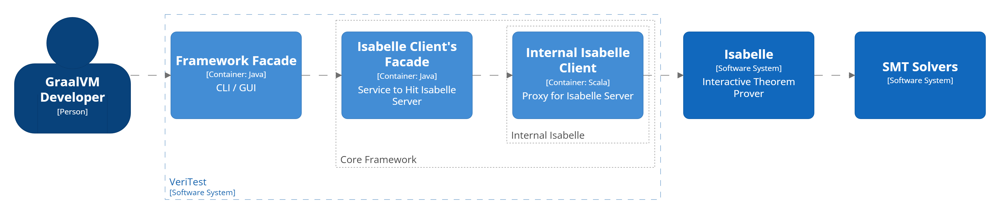 GraalVM
Developer
[Person]
Framework Facade
[Container: Java]
CLI / GUI
Isabelle Client's
Facade
[Container: Java]
Service to Hit Isabelle
Server
Internal Isabelle
Client
[Container: Scala]
Proxy for Isabelle Server
Internal Isabelle
Core Framework
VeriTest
[Software System]
Isabelle
[Software System]
Interactive Theorem
Prover
SMT Solvers
[Software System]